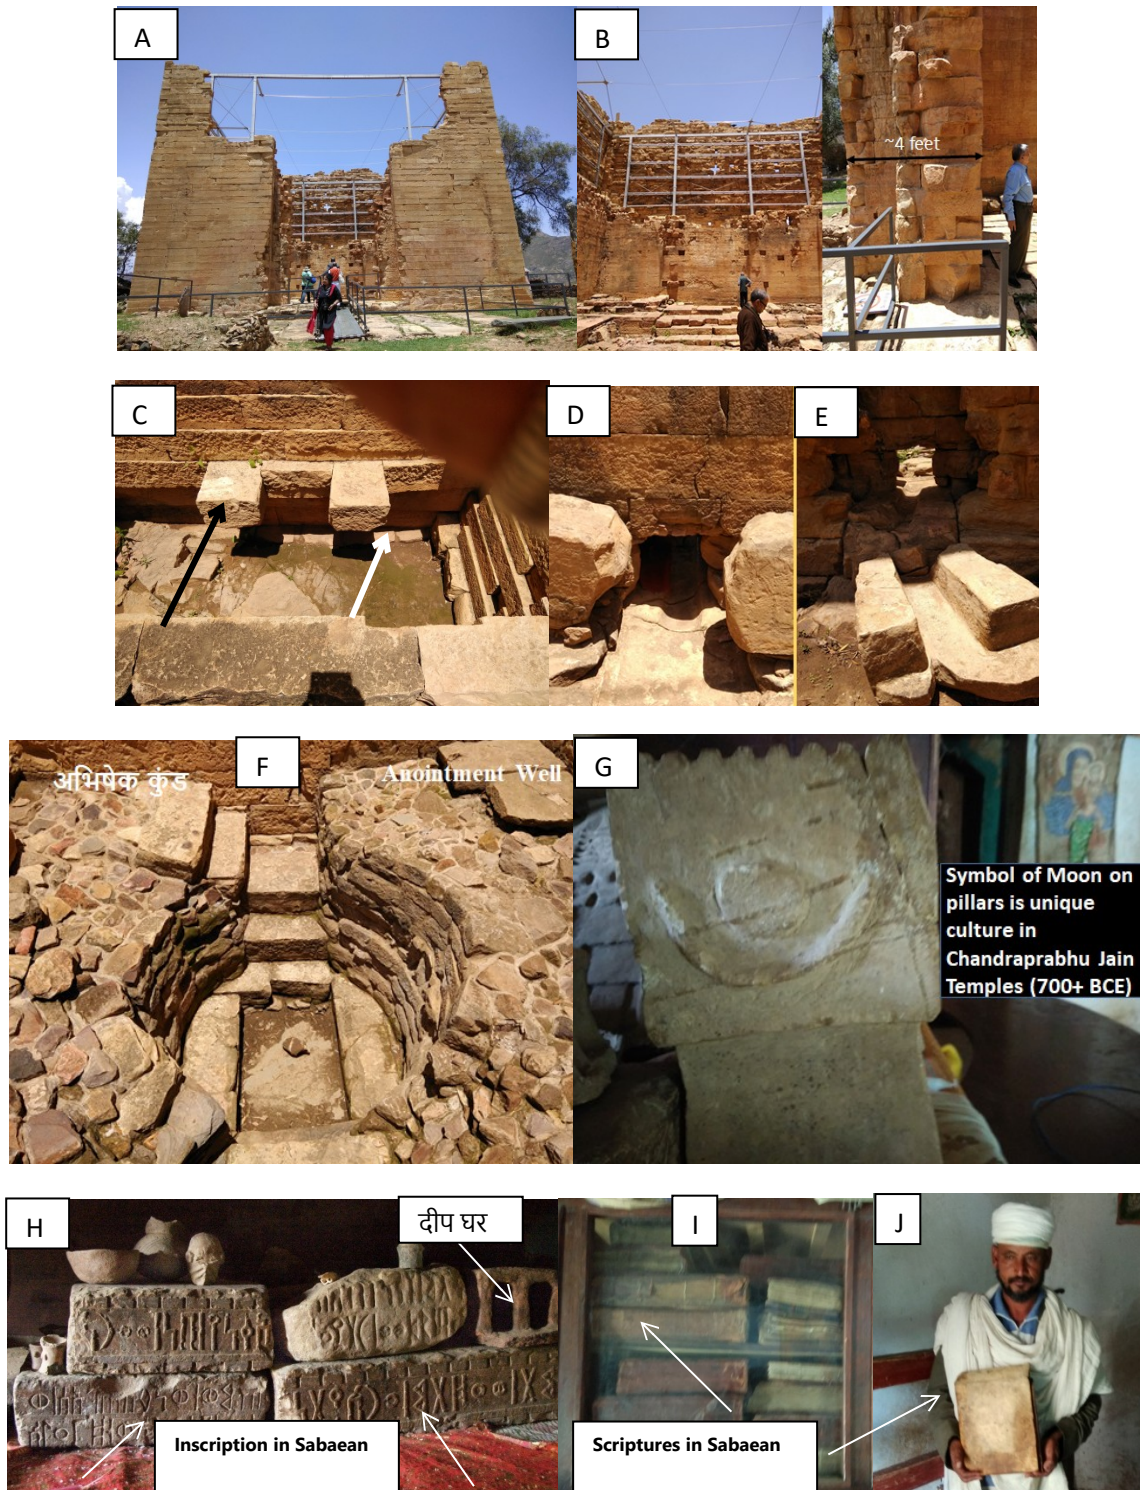 A
B
~4 feet
C
D
E
अभिषेक कुंड
F
Anointment Well
G
Symbol of Moon on
pillars is unique
culture in
Chandraprabhu Jain
Temples (700+ BCE)
H
दीप घर
I
J
Inscription in Sabaean
Scriptures in Sabaean